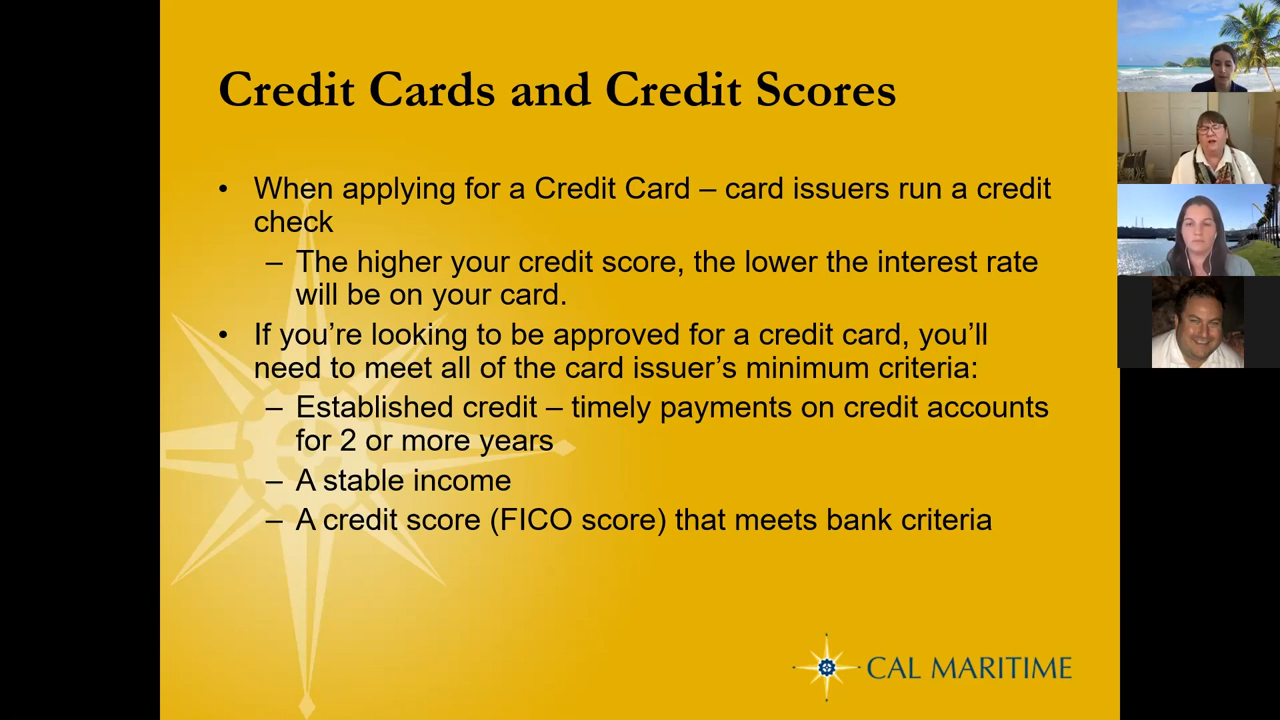 Credit Cards and Credit Scores
• When applying for a Credit Card – card issuers run a credit
check
– The higher your credit score, the lower the interest rate
will be on your card.
• If you’re looking to be approved for a credit card, you’ll
need to meet all of the card issuer’s minimum criteria:
– Established credit – timely payments on credit accounts
for 2 or more years
– A stable income
– A credit score (FICO score) that meets bank criteria
CAL MARITIME